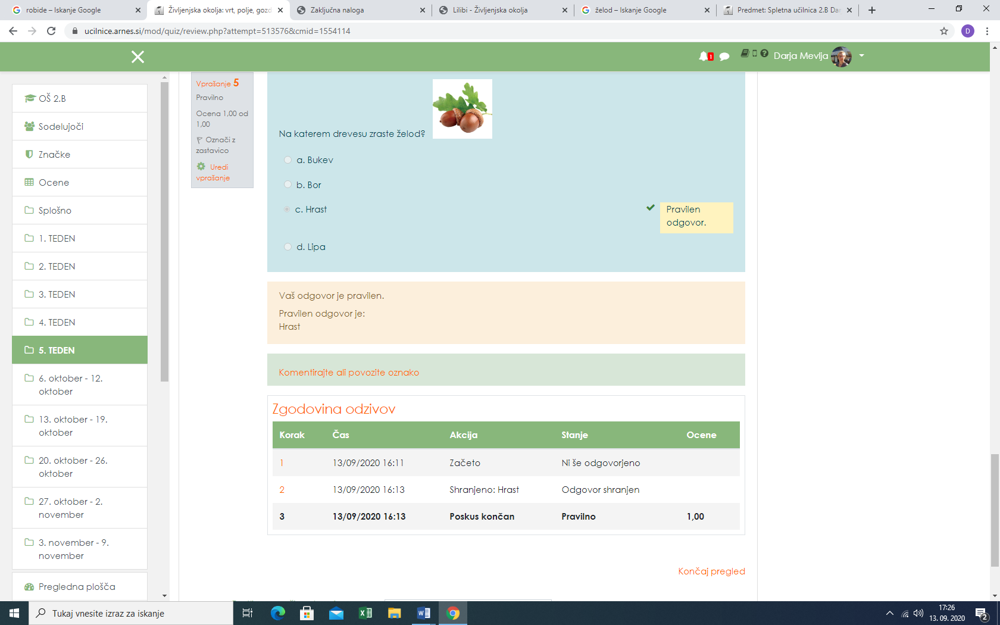 robide – Iskanje Google
Življenjska okolja: vrt, polje, gozd
Zaključna naloga
Lilibi - Življenjska okolja
želod – Iskanje Google
Predmet: Spletna učilnica 2.B Dar
ucilnice.arnes.si/mod/quiz/review.php?attempt=513576&cmid=1554114
D
1
Darja Mevlja
OŠ 2.B
Sodelujoči
Značke
Ocene
Splošno
1. TEDEN
2. TEDEN
3. TEDEN
4. TEDEN
5. TEDEN
6. oktober - 12.
oktober
13. oktober - 19.
oktober
20. oktober - 26.
oktober
27. oktober - 2.
november
3. november - 9.
november
Pregledna plošča
Vprašanje 5
Pravilno
Ocena 1,00 od
1,00
Označi z
zastavico
Uredi
vprašanje
Na katerem drevesu zraste želod?
a. Bukev
b. Bor
c. Hrast
Pravilen
odgovor.
d. Lipa
Vaš odgovor je pravilen.
Pravilen odgovor je:
Hrast
Komentirajte ali povozite oznako
Zgodovina odzivov
Korak Čas Akcija Stanje Ocene
1 13/09/2020 16:11 Začeto Ni še odgovorjeno
2 13/09/2020 16:13 Shranjeno: Hrast Odgovor shranjen
3 13/09/2020 16:13 Poskus končan Pravilno 1,00
Končaj pregled
Tukaj vnesite izraz za iskanje
17:26
13. 09. 2020
2